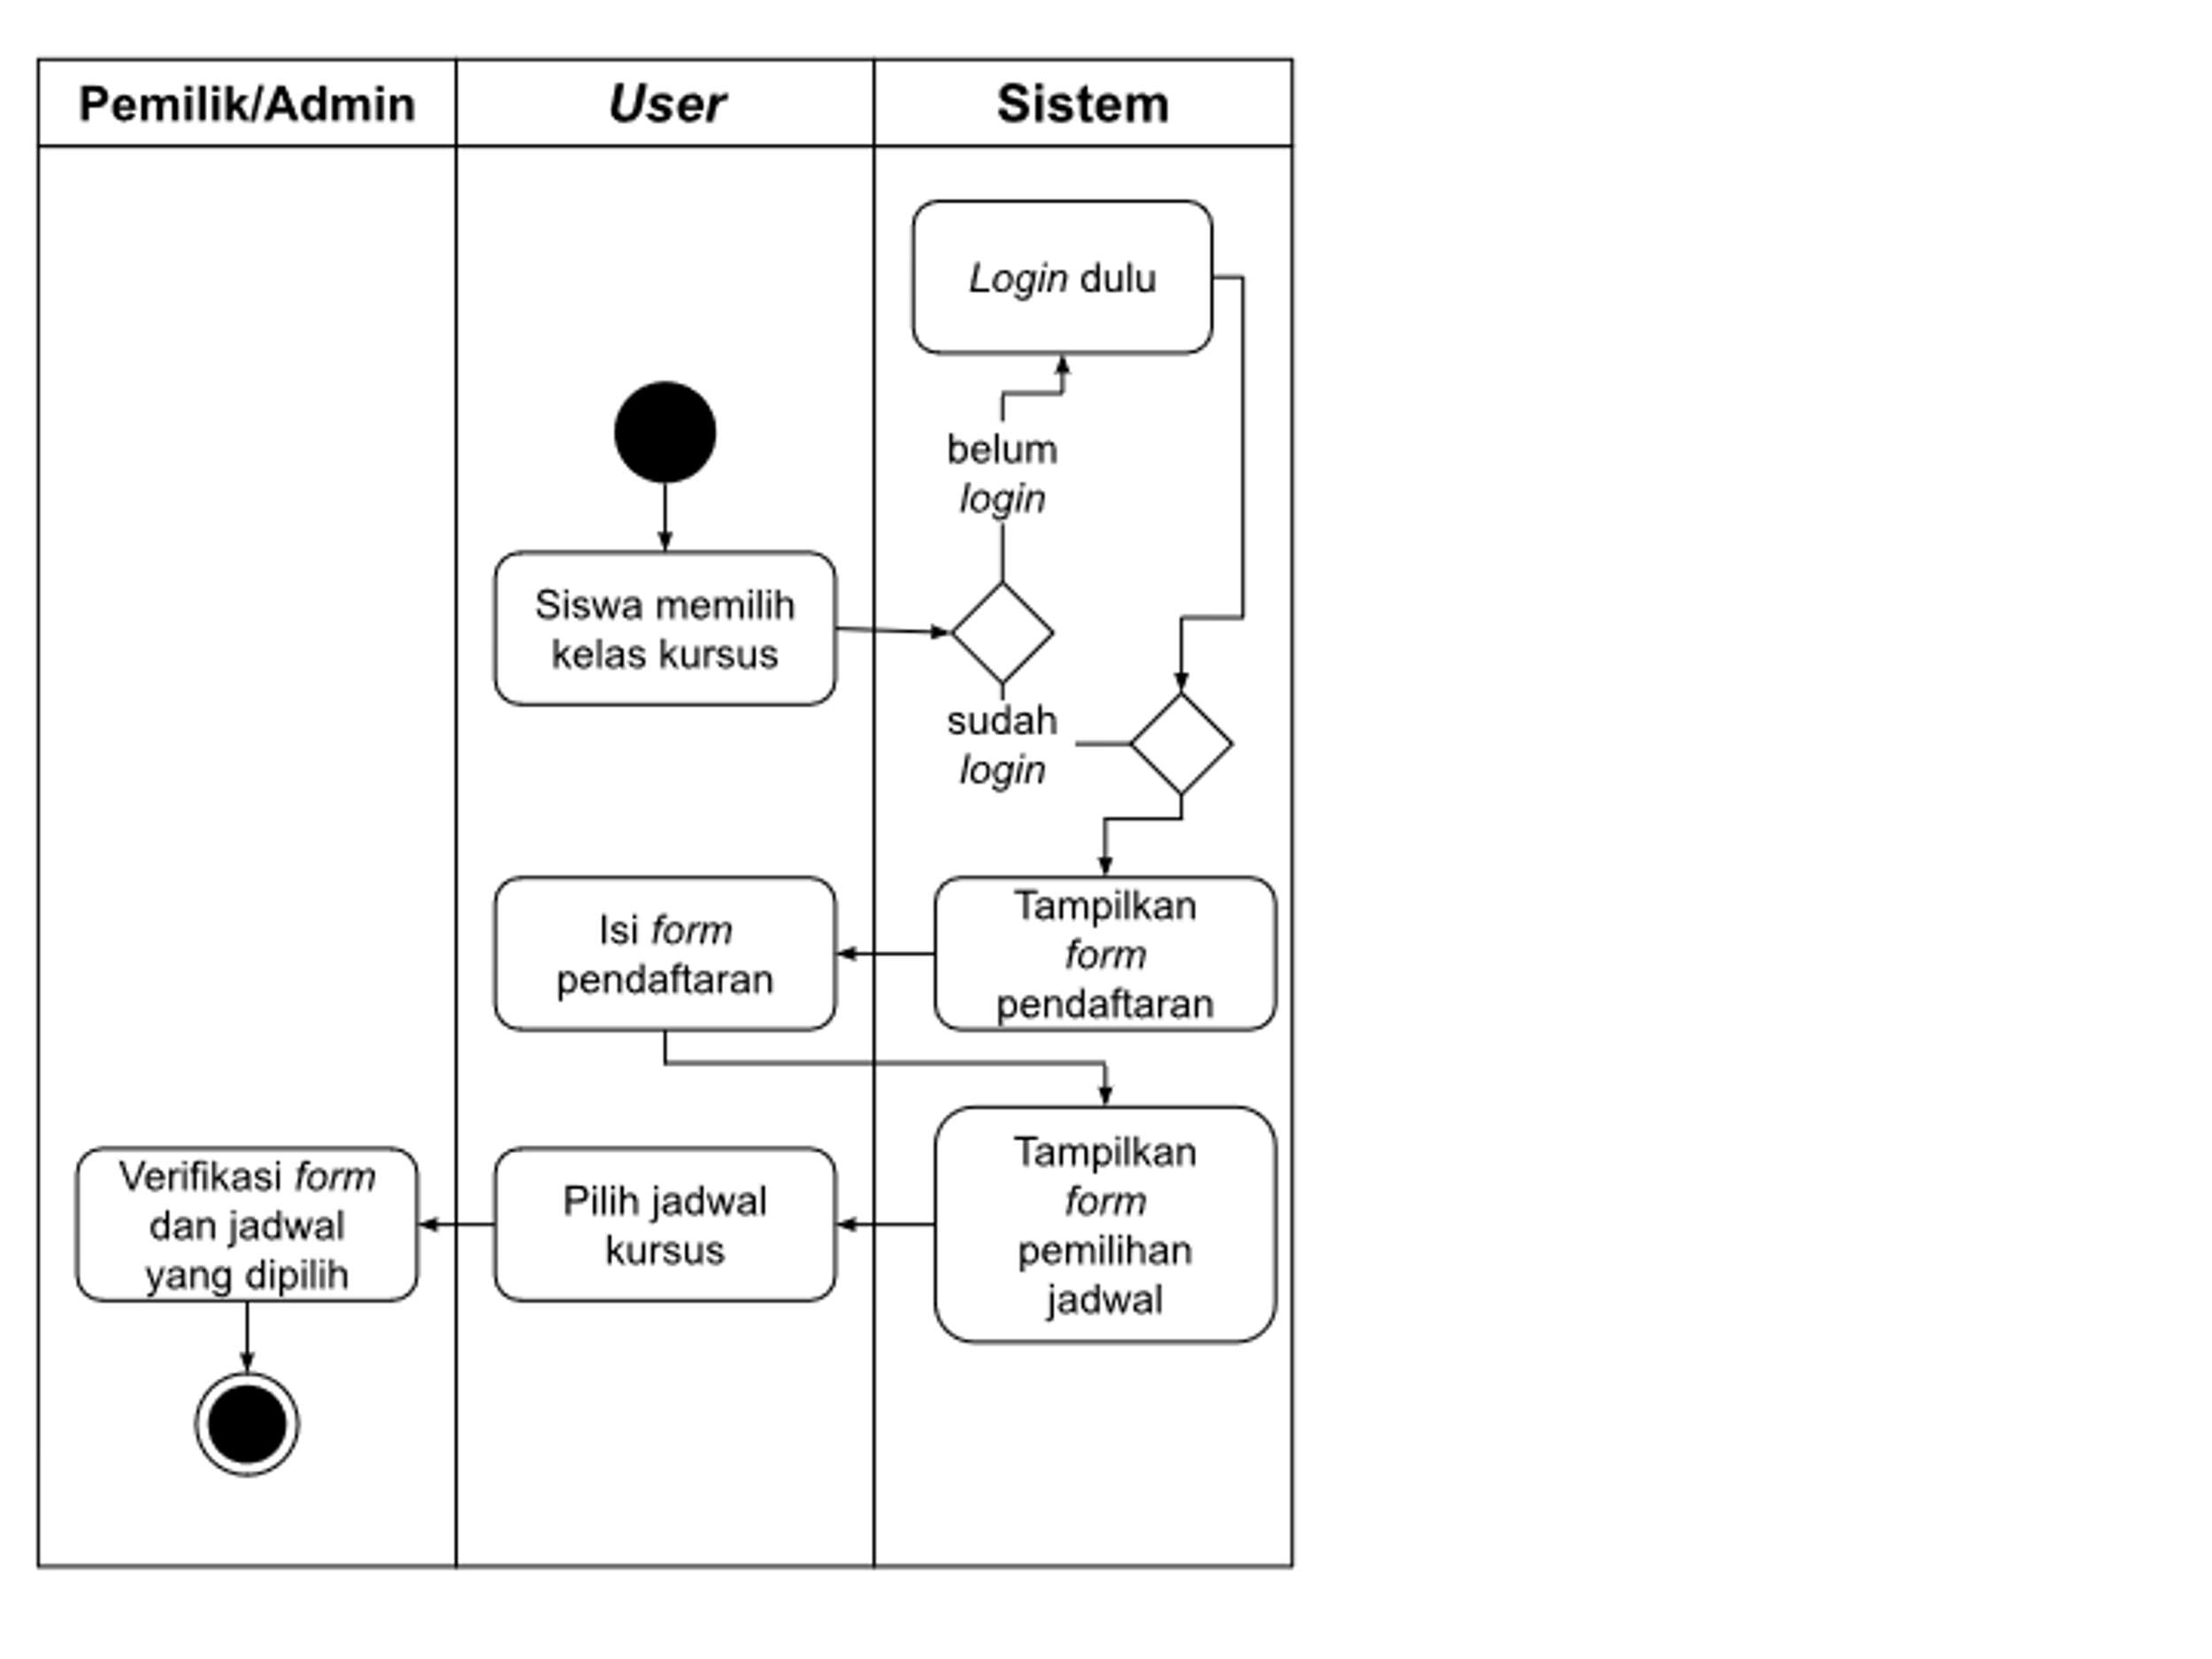 Pemilik/Admin
User
Sistem
Login dulu
belum
login
Siswa memilih
kelas kursus
sudah
login
Isi form
pendaftaran
Tampilkan
form
pendaftaran
Verifikasi form
dan jadwal
yang dipilih
Pilih jadwal
kursus
Tampilkan
form
pemilihan
jadwal